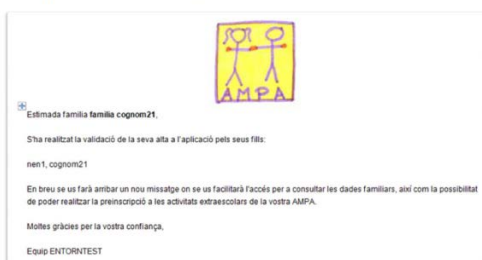 AMPA
Estimada familia familia cognom21,
S'ha realitzat la validació de la seva alta a l'aplicació pels seus fills:
nen1, cognom21
En breu se us farà arribar un nou missatge on se us facilitarà l'accés per a consultar les dades familiars, així com la possibilitat
de poder realitzar la preinscripció a les activitats extraescolars de la vostra AMPA.
Moltes gràcies per la vostra confiança,
Equip ENTORNTEST